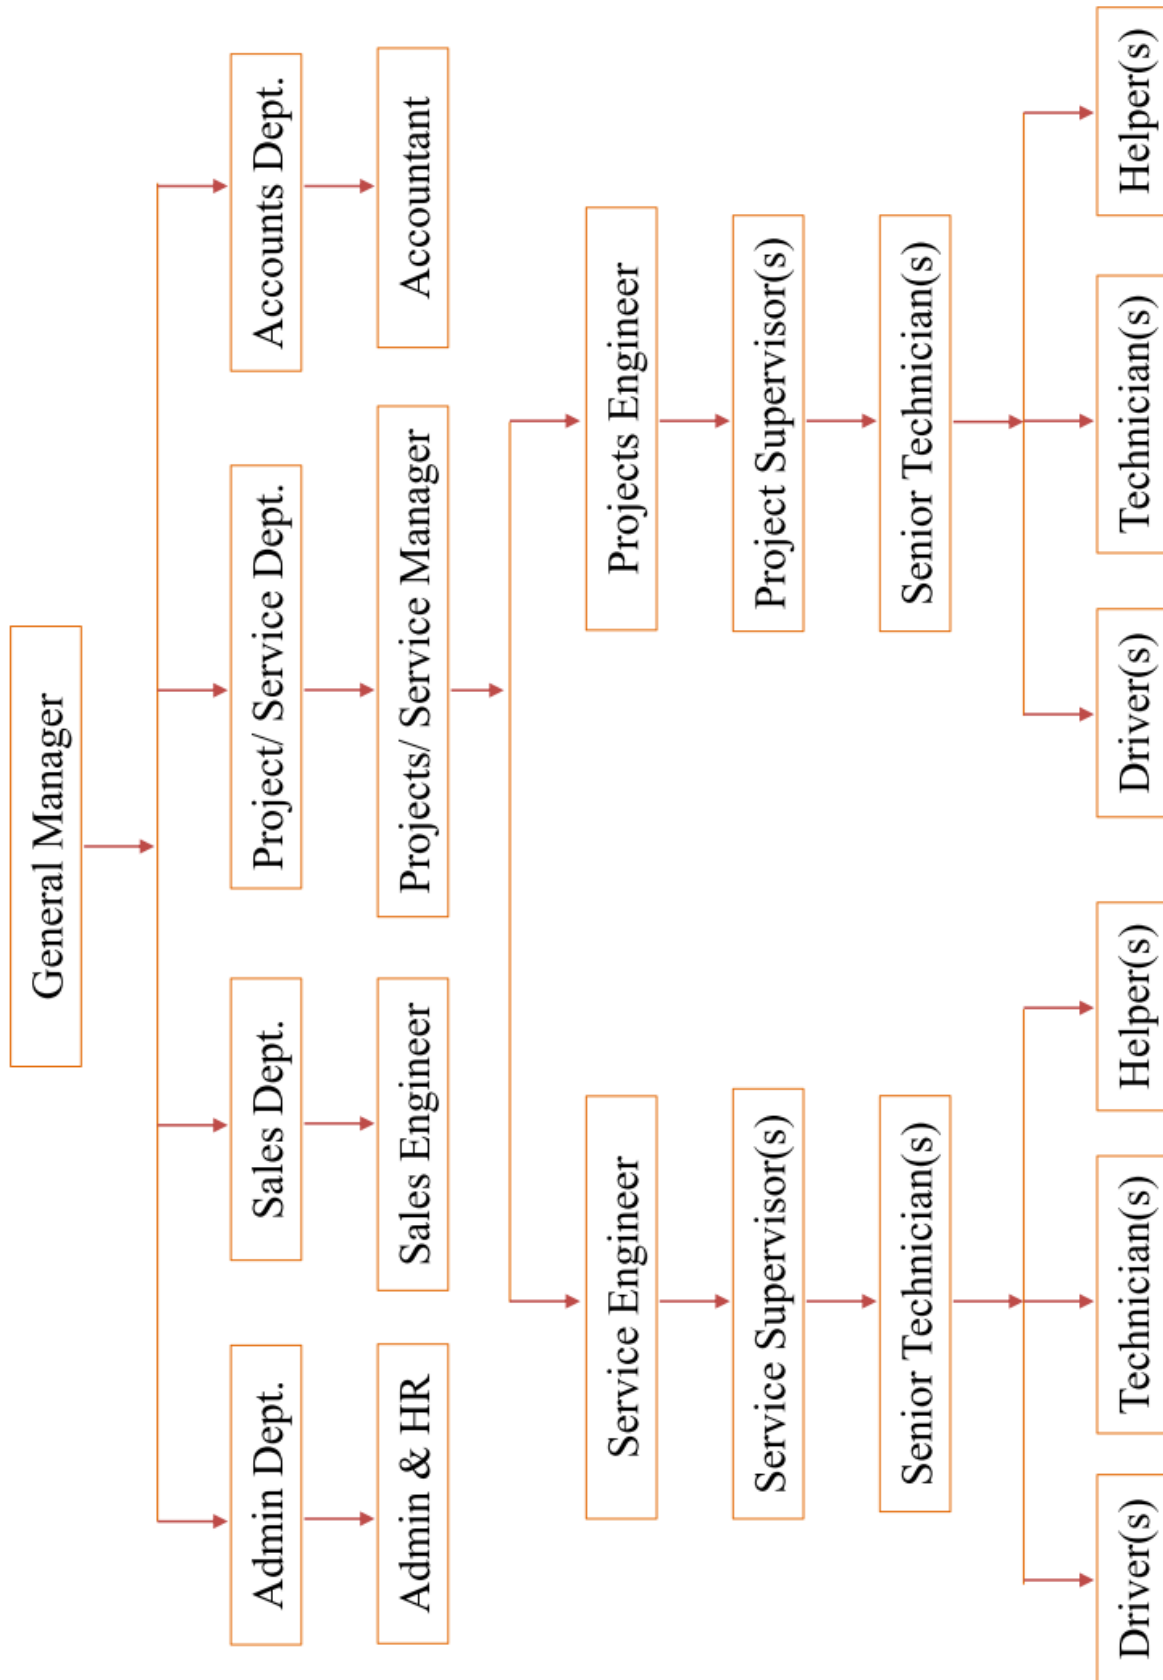 General Manager
Admin Dept.
Sales Dept.
Project/ Service Dept.
Accounts Dept.
Admin & HR
Sales Engineer
Projects/ Service Manager
Accountant
Service Engineer
Projects Engineer
Service Supervisor(s)
Project Supervisor(s)
Senior Technician(s)
Senior Technician(s)
Driver(s)
Technician(s)
Helper(s)
Driver(s)
Technician(s)
Helper(s)